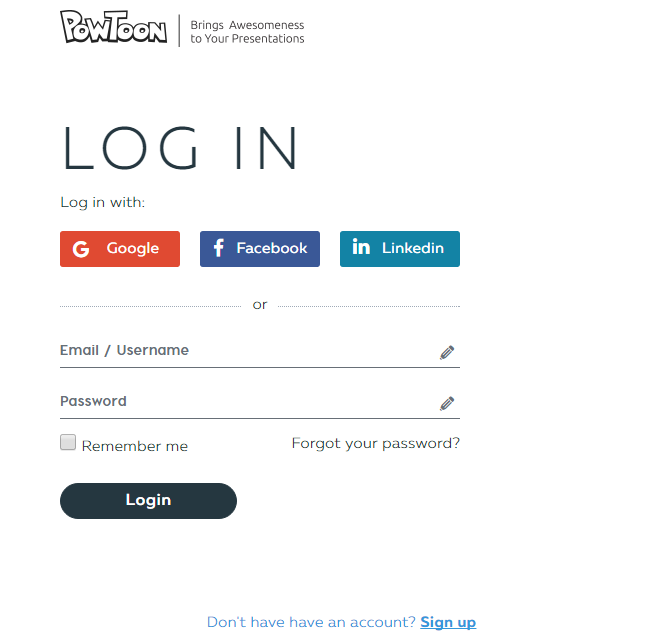 PowToon
Brings Awesomeness
to Your Presentations
LOG IN
Log in with:
G Google
f Facebook
in Linkedin
or
Email / Username
Password
Remember me
Forgot your password?
Login
Don't have have an account? Sign up